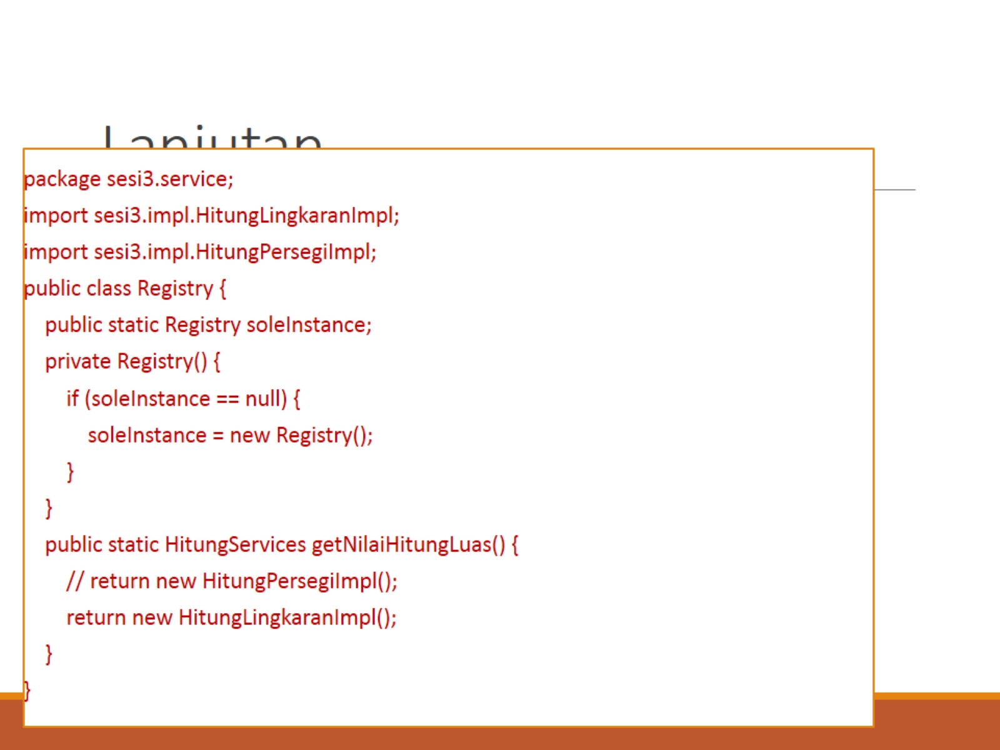 Lanjutan
package sesi3.service;
import sesi3.impl.HitungLingkaranImpl;
import sesi3.impl.HitungPersegiImpl;
public class Registry {
    public static Registry soleInstance;
    private Registry() {
        if (soleInstance == null) {
            soleInstance = new Registry();
        }
    }
    public static HitungServices getNilaiHitungLuas() {
        // return new HitungPersegiImpl();
        return new HitungLingkaranImpl();
    }
}